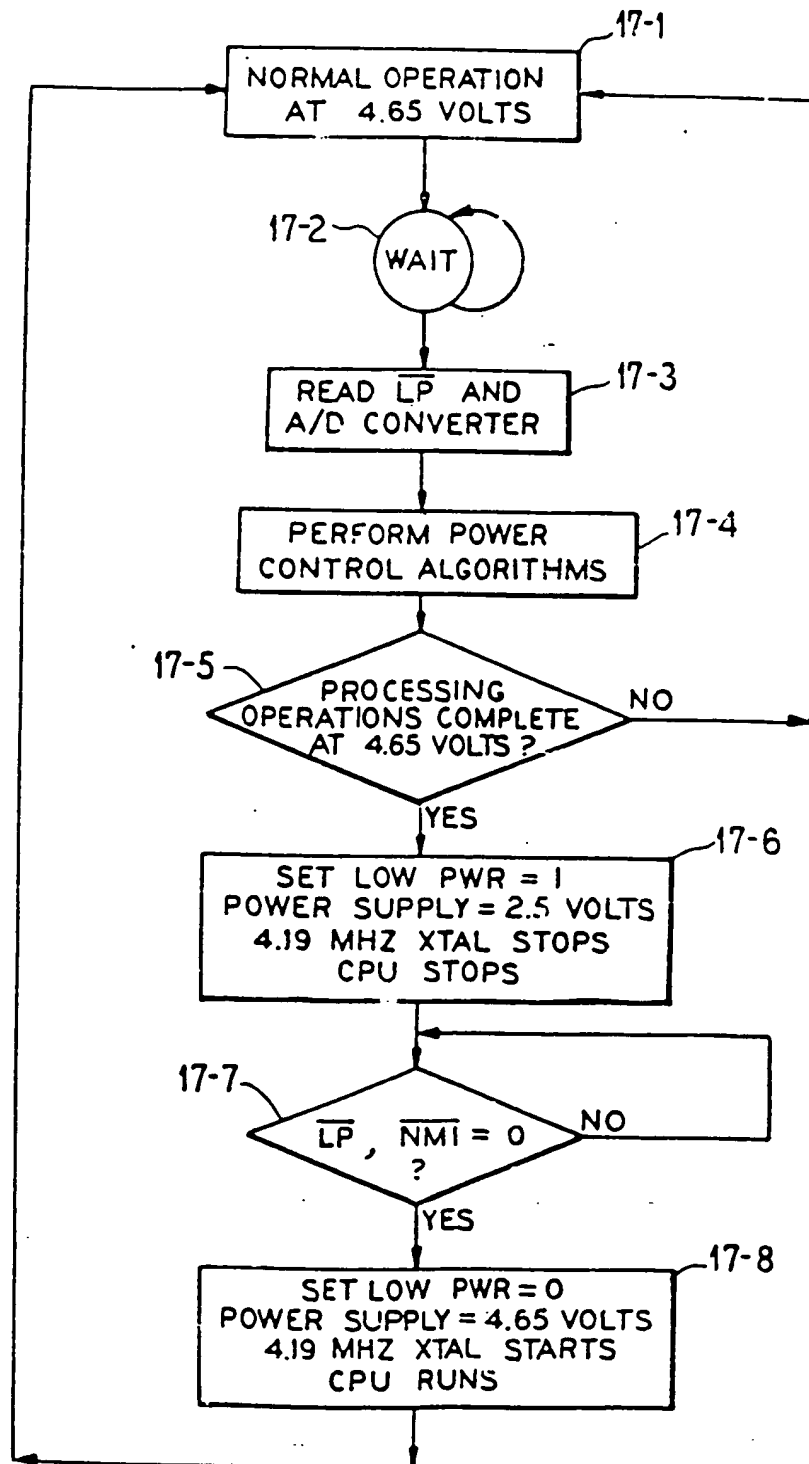 17-1
NORMAL OPERATION
AT 4.65 VOLTS
17-2
WAIT
READ L̅P̅ AND
A/D CONVERTER
17-3
PERFORM POWER
CONTROL ALGORITHMS
17-4
17-5
PROCESSING
OPERATIONS COMPLETE
AT 4.65 VOLTS ?
NO
YES
17-6
SET LOW PWR = 1
POWER SUPPLY = 2.5 VOLTS
4.19 MHZ XTAL STOPS
CPU STOPS
17-7
L̅P̅ , N̅M̅I̅ = 0
?
NO
YES
17-8
SET LOW PWR = 0
POWER SUPPLY = 4.65 VOLTS
4.19 MHZ XTAL STARTS
CPU RUNS